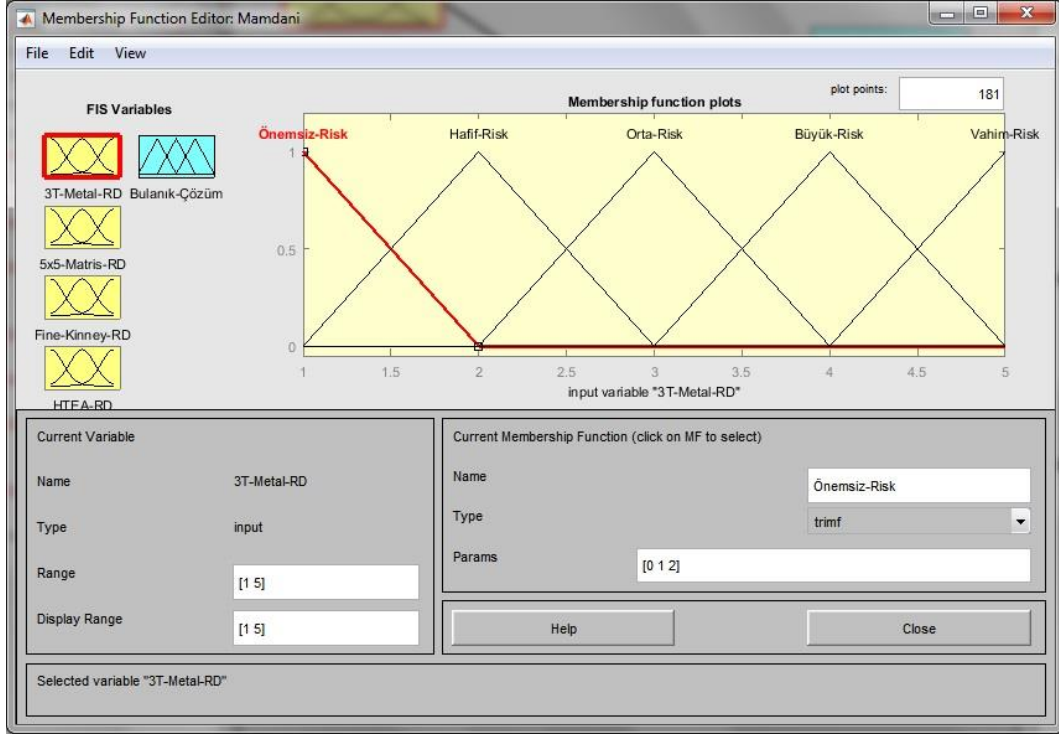 Membership Function Editor: Mamdani
File Edit View
FIS Variables
3T-Metal-RD Bulanık-Çözüm
5x5-Matris-RD
Fine-Kinney-RD
HTEA-RD
plot points: 181
Membership function plots
Önemsiz-Risk Hafif-Risk Orta-Risk Büyük-Risk Vahim-Risk
1
0.5
0
1 1.5 2 2.5 3 3.5 4 4.5 5
input variable "3T-Metal-RD"
Current Variable
Name 3T-Metal-RD
Type input
Range [1 5]
Display Range [1 5]
Current Membership Function (click on MF to select)
Name Önemsiz-Risk
Type trimf
Params [0 1 2]
Help Close
Selected variable "3T-Metal-RD"